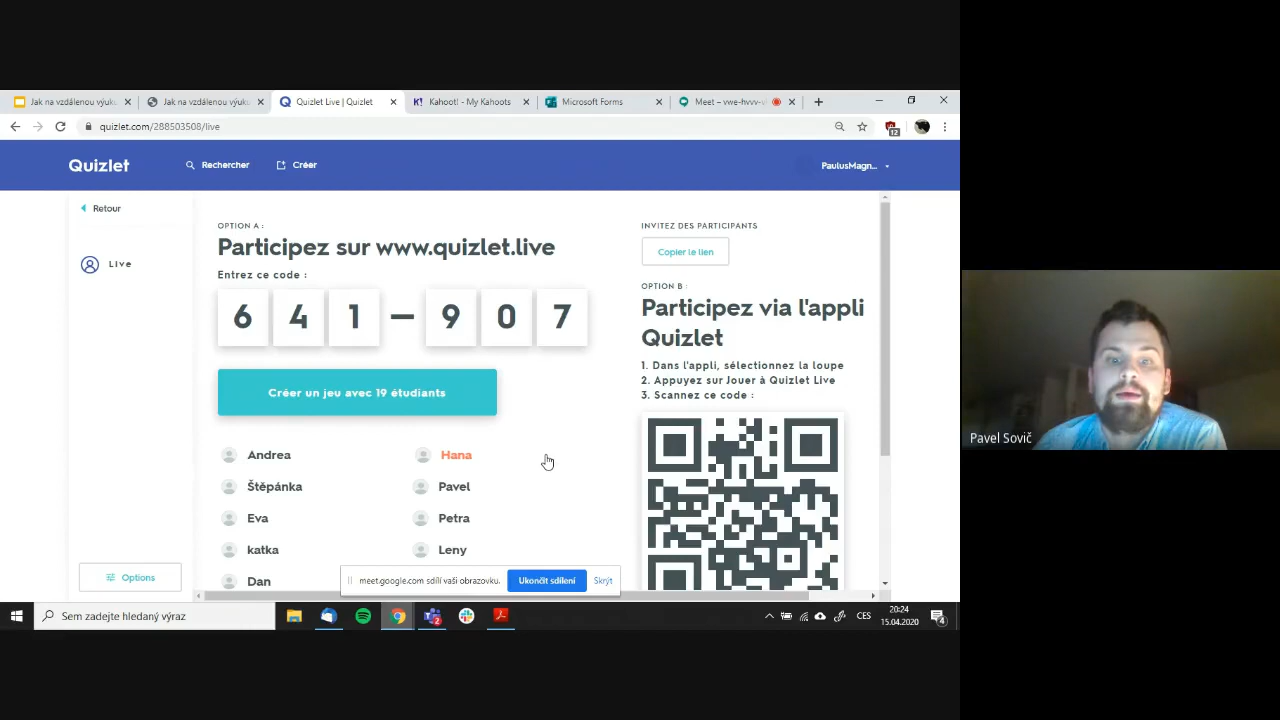 Jak na vzdálenou výuku
Jak na vzdálenou výuku
Quizlet Live | Quizlet
Kahoot! - My Kahoots
Microsoft Forms
quizlet.com/288503508/live
12
Quizlet
Rechercher
Créer
PaulusMagn...
Retour
Live
OPTION A :
Participez sur www.quizlet.live
Entrez ce code :
6 4 1 – 9 0 7
Créer un jeu avec 19 étudiants
Andrea
Hana
Štěpánka
Pavel
Eva
Petra
katka
Leny
Dan
INVITEZ DES PARTICIPANTS
Copier le lien
OPTION B :
Participez via l'appli
Quizlet
1. Dans l'appli, sélectionnez la loupe
2. Appuyez sur Jouer à Quizlet Live
3. Scannez ce code :
Options
meet.google.com sdílí vaši obrazovku.
Ukončit sdílení
Skrýt
Pavel Sovič
Sem zadejte hledaný výraz
CES
20:24
15.04.2020